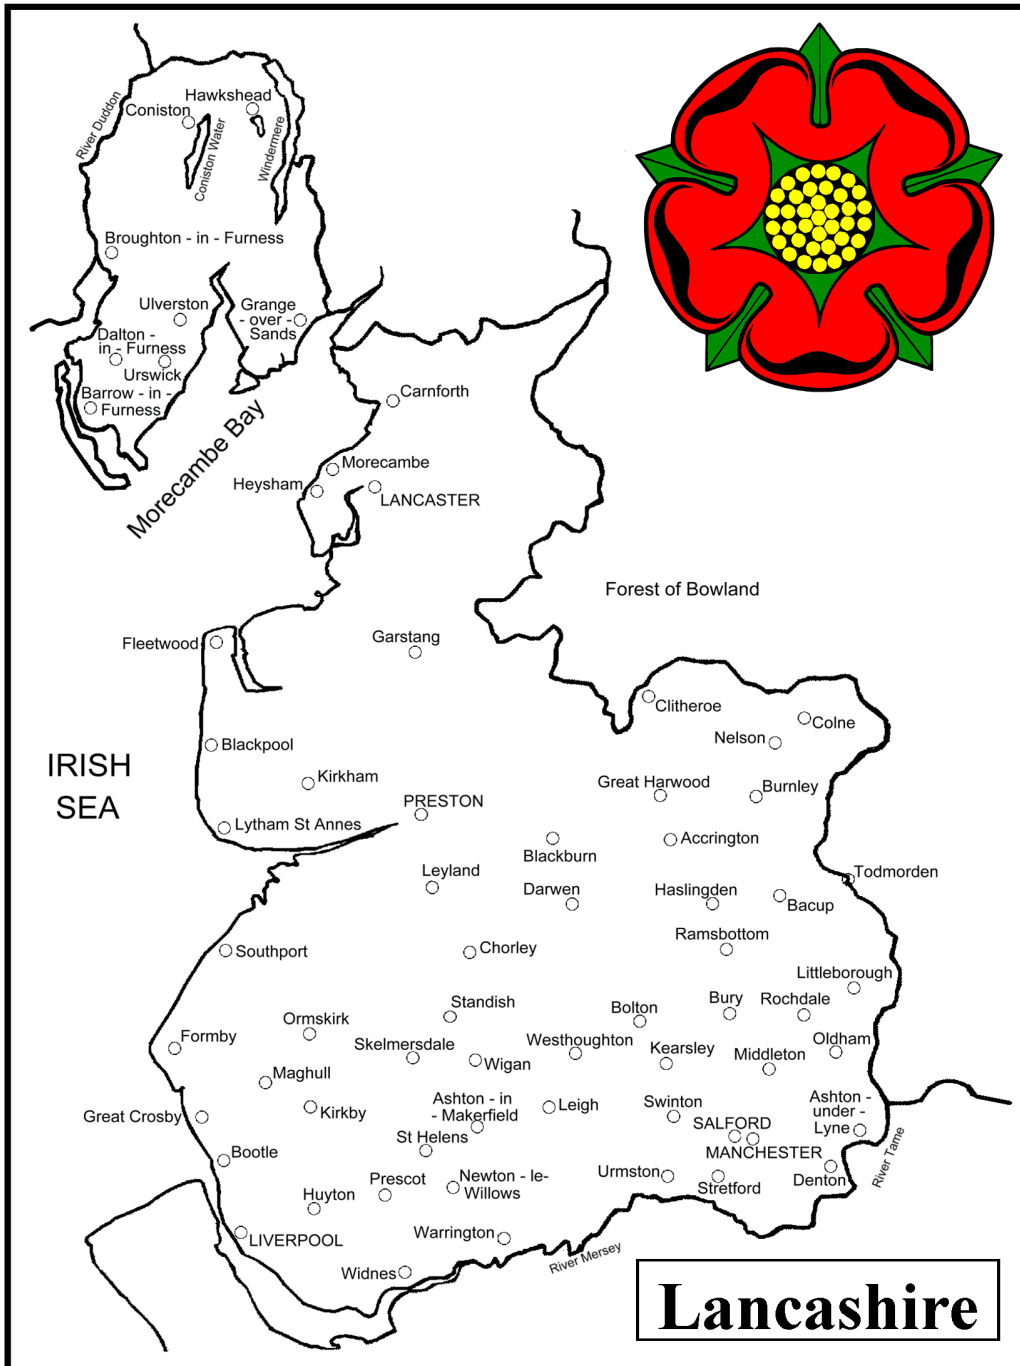 Hawkshead
Coniston
River Duddon
Coniston Water
Windermere
Broughton - in - Furness
Ulverston
Grange
- over -
Sands
Dalton -
in - Furness
Urswick
Barrow - in -
Furness
Morecambe Bay
Carnforth
Morecambe
Heysham
LANCASTER
Forest of Bowland
Fleetwood
Garstang
Clitheroe
Colne
Nelson
Blackpool
IRISH
SEA
Kirkham
Great Harwood
Burnley
PRESTON
Lytham St Annes
Accrington
Blackburn
Leyland
Todmorden
Darwen
Haslingden
Bacup
Ramsbottom
Southport
Chorley
Littleborough
Standish
Bolton
Bury
Rochdale
Ormskirk
Formby
Skelmersdale
Westhoughton
Oldham
Wigan
Kearsley
Middleton
Maghull
Ashton - in
- Makerfield
Leigh
Swinton
Ashton -
under -
Lyne
Great Crosby
Kirkby
SALFORD
St Helens
MANCHESTER
Bootle
River Tame
Prescot
Newton - le-
Willows
Urmston
Stretford
Denton
Huyton
LIVERPOOL
Warrington
River Mersey
Widnes
Lancashire